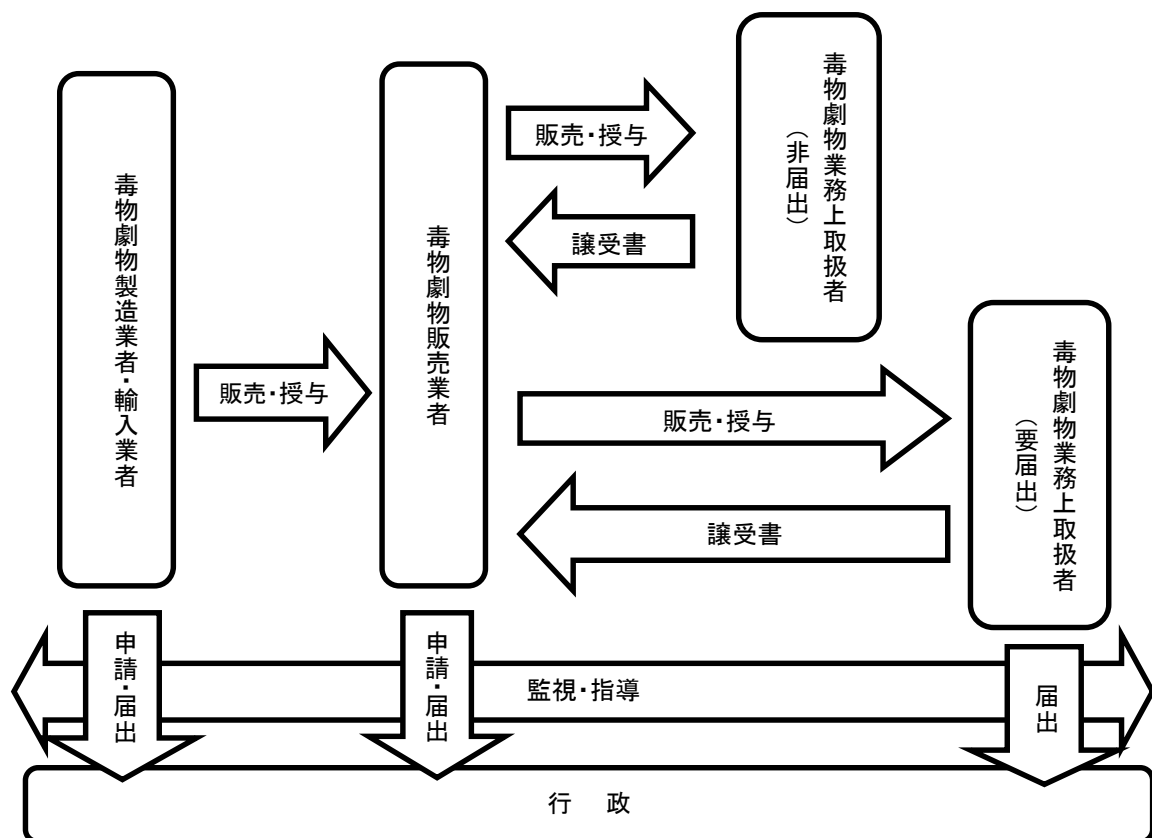 毒物劇物製造業者・輸入業者
販売・授与
毒物劇物販売業者
販売・授与
譲受書
毒物劇物業務上取扱者
（非届出）
販売・授与
譲受書
毒物劇物業務上取扱者
（要届出）
申請・届出
申請・届出
監視・指導
届出
行　政